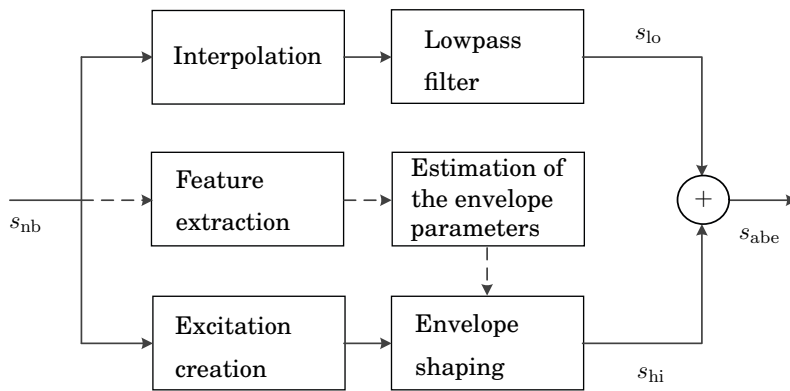 Interpolation
Lowpass
filter
s_lo
Feature
extraction
Estimation of
the envelope
parameters
+
s_nb
s_abe
Excitation
creation
Envelope
shaping
s_hi